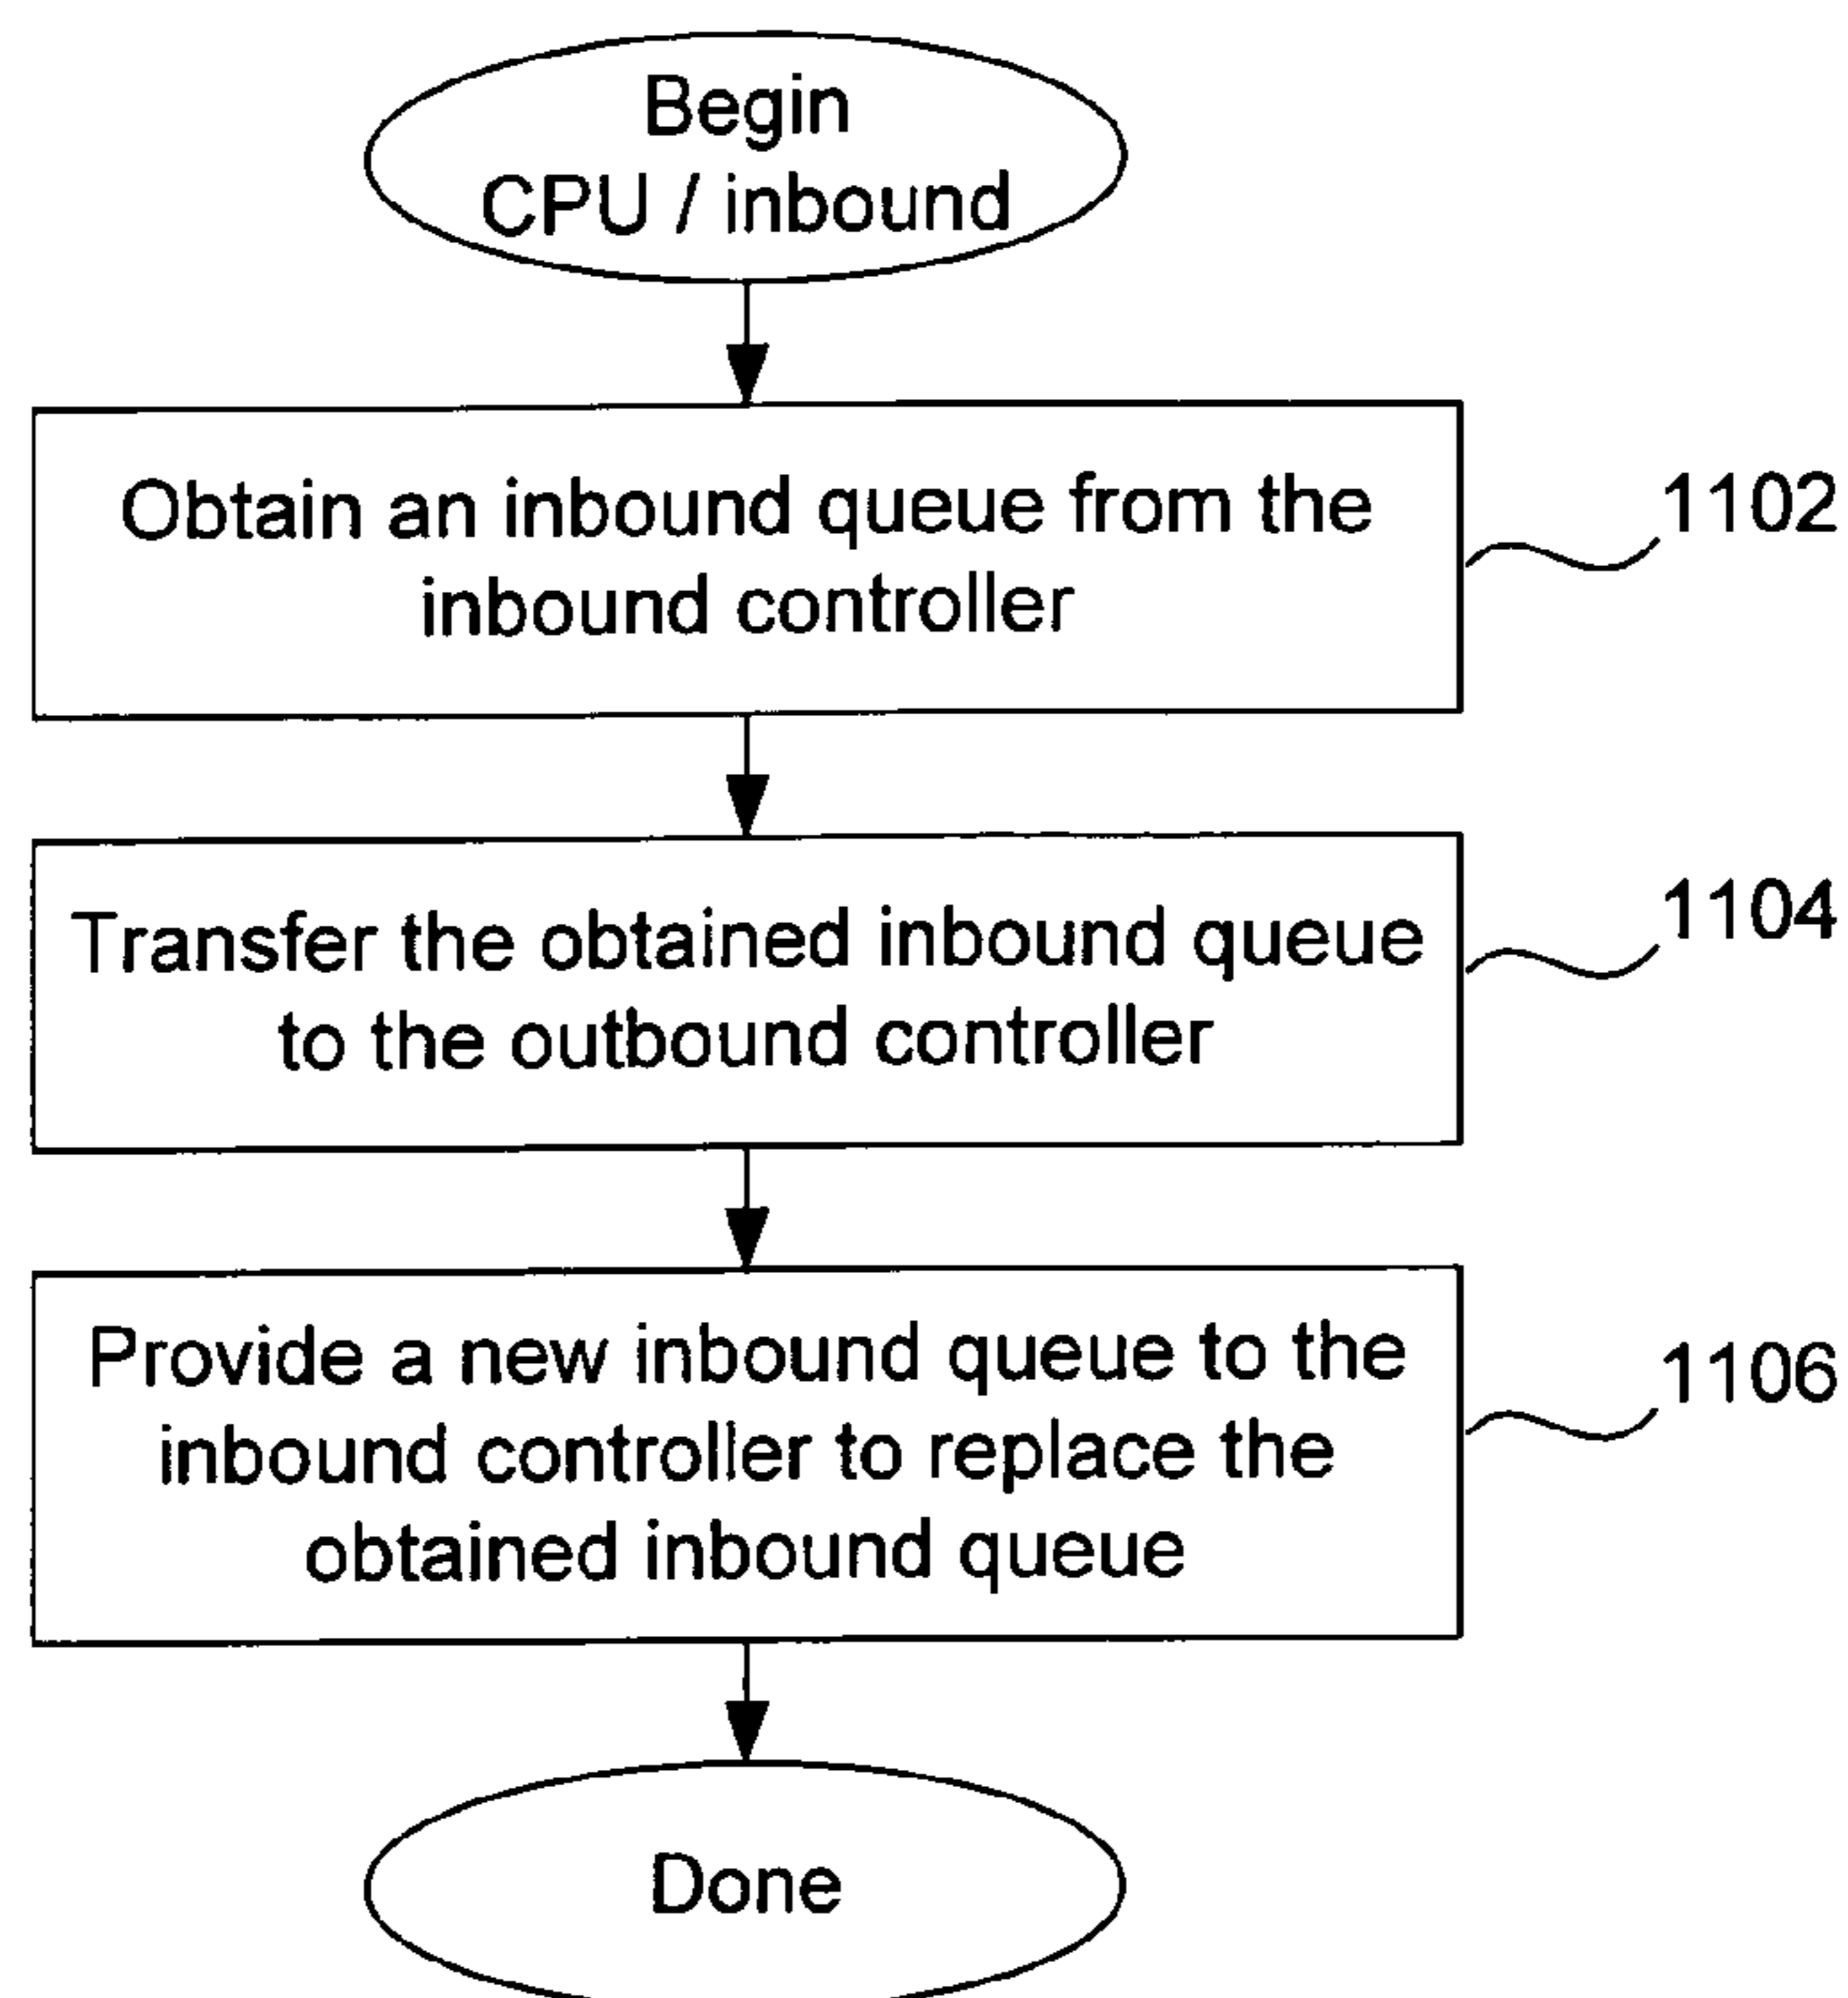 Begin
CPU / inbound
Obtain an inbound queue from the
inbound controller
1102
Transfer the obtained inbound queue
to the outbound controller
1104
Provide a new inbound queue to the
inbound controller to replace the
obtained inbound queue
1106
Done